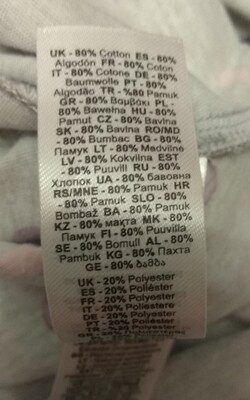 UK - 80% Cotton ES - 80%
Algodón FR - 80% Coton
IT - 80% Cotone DE - 80%
Baumwolle PT - 80%
Algodão TR - %80 Pamuk
GR - 80% Βαμβάκι PL -
80% Bawełna HU - 80%
Pamut CZ - 80% Bavlna
SK - 80% Bavlna RO/MD
- 80% Bumbac BG - 80%
Памук LT - 80% Medvilnė
LV - 80% Kokvilna EST
- 80% Puuvill RU - 80%
Хлопок UA - 80% бавовна
RS/MNE - 80% Pamuk HR
- 80% Pamuk SLO - 80%
Bombaž BA - 80% Pamuk
KZ - 80% мақта MK - 80%
Памук FI - 80% Puuvilla
SE - 80% Bomull AL - 80%
Pambuk KG - 80% Пахта
GE - 80% ბამბა
UK - 20% Polyester
ES - 20% Poliéster
FR - 20% Polyester
IT - 20% Poliestere
DE - 20% Polyester
PT - 20% Poliéster
TR - %20 Polyester